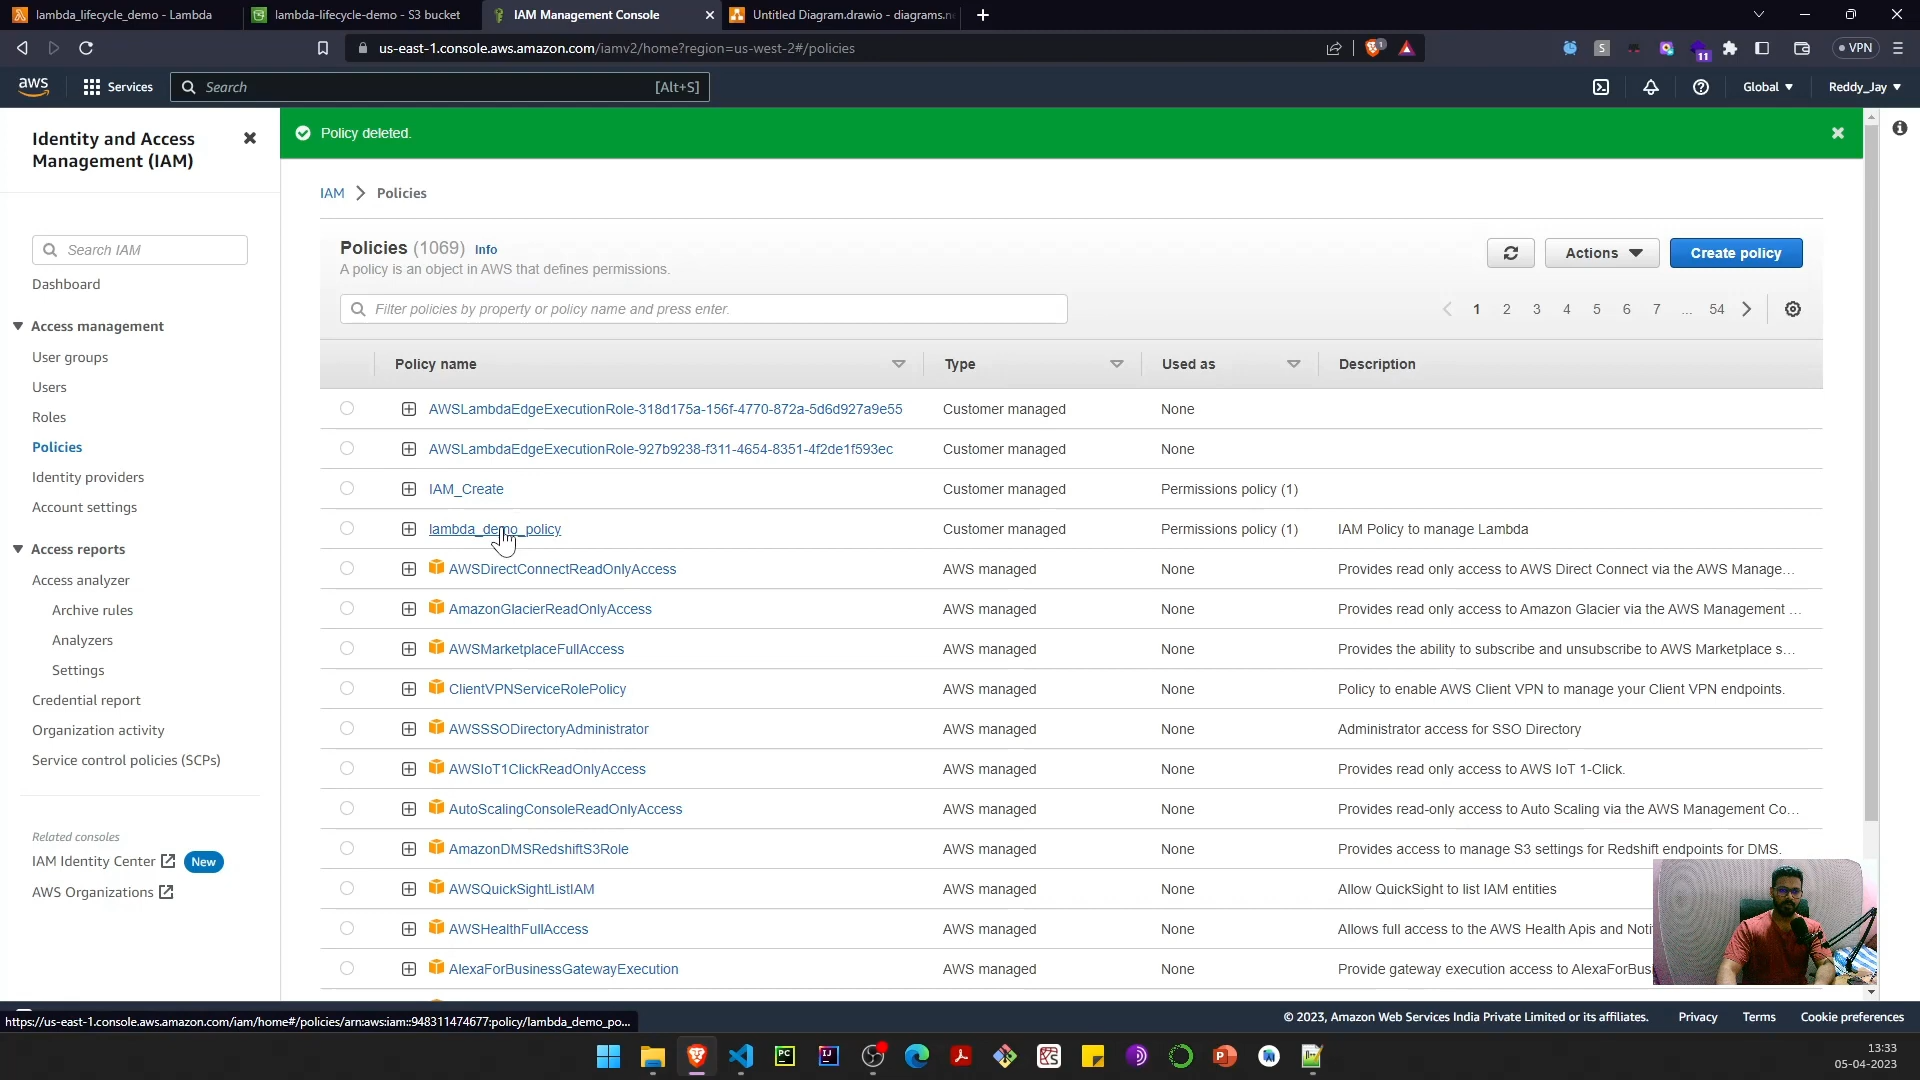 lambda_lifecycle_demo - Lambda
lambda-lifecycle-demo - S3 bucket
IAM Management Console
Untitled Diagram.drawio - diagrams.n
us-east-1.console.aws.amazon.com/iamv2/home?region=us-west-2#/policies
1
S
11
VPN
aws
Services
Search
[Alt+S]
Global
Reddy_Jay
Identity and Access
Management (IAM)
Policy deleted.
IAM
Policies
Search IAM
Dashboard
Access management
User groups
Users
Roles
Policies
Identity providers
Account settings
Access reports
Access analyzer
Archive rules
Analyzers
Settings
Credential report
Organization activity
Service control policies (SCPs)
Related consoles
IAM Identity Center New
AWS Organizations
Policies (1069) Info
A policy is an object in AWS that defines permissions.
Actions
Create policy
Filter policies by property or policy name and press enter.
1 2 3 4 5 6 7 ... 54
Policy name Type Used as Description
AWSLambdaEdgeExecutionRole-318d175a-156f-4770-872a-5d6d927a9e55 Customer managed None
AWSLambdaEdgeExecutionRole-927b9238-f311-4654-8351-4f2de1f593ec Customer managed None
IAM_Create Customer managed Permissions policy (1)
lambda_demo_policy Customer managed Permissions policy (1) IAM Policy to manage Lambda
AWSDirectConnectReadOnlyAccess AWS managed None Provides read only access to AWS Direct Connect via the AWS Manage...
AmazonGlacierReadOnlyAccess AWS managed None Provides read only access to Amazon Glacier via the AWS Management ...
AWSMarketplaceFullAccess AWS managed None Provides the ability to subscribe and unsubscribe to AWS Marketplace s...
ClientVPNServiceRolePolicy AWS managed None Policy to enable AWS Client VPN to manage your Client VPN endpoints.
AWSSSODirectoryAdministrator AWS managed None Administrator access for SSO Directory
AWSIoT1ClickReadOnlyAccess AWS managed None Provides read only access to AWS IoT 1-Click.
AutoScalingConsoleReadOnlyAccess AWS managed None Provides read-only access to Auto Scaling via the AWS Management Co...
AmazonDMSRedshiftS3Role AWS managed None Provides access to manage S3 settings for Redshift endpoints for DMS.
AWSQuickSightListIAM AWS managed None Allow QuickSight to list IAM entities
AWSHealthFullAccess AWS managed None Allows full access to the AWS Health Apis and Noti
AlexaForBusinessGatewayExecution AWS managed None Provide gateway execution access to AlexaForBus
https://us-east-1.console.aws.amazon.com/iam/home#/policies/arn:aws:iam::948311474677:policy/lambda_demo_po...
© 2023, Amazon Web Services India Private Limited or its affiliates.
Privacy
Terms
Cookie preferences
PC
IJ
13:33
05-04-2023